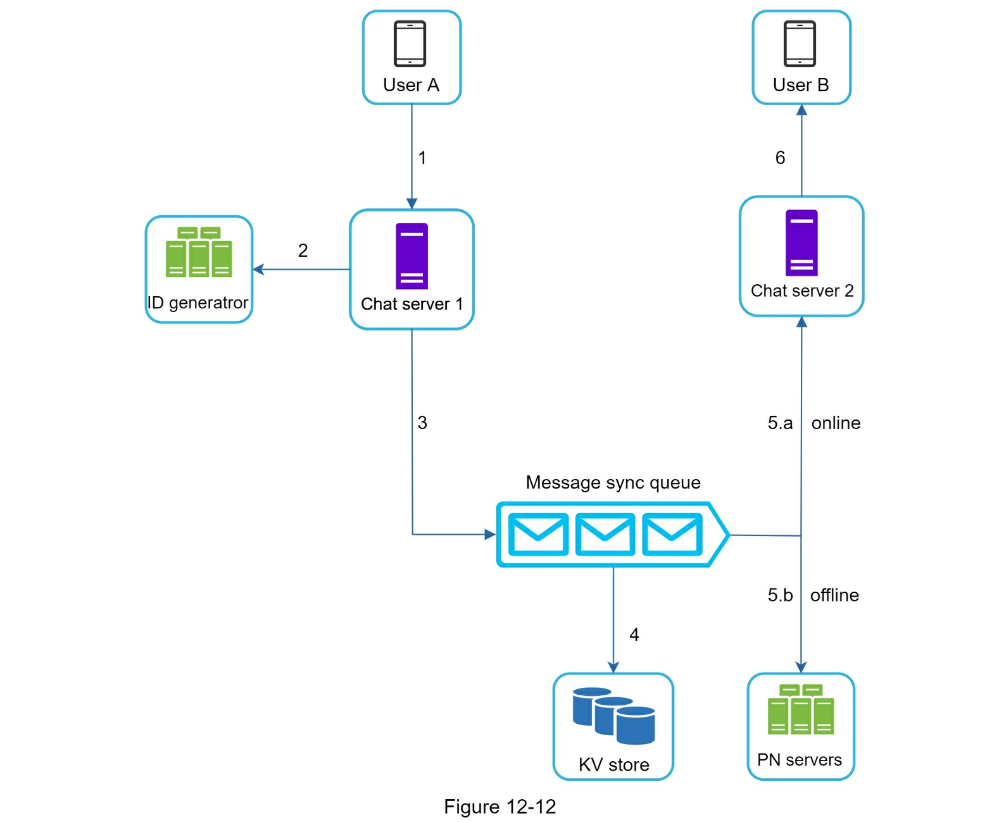 User A
User B
1
6
2
ID generatror
Chat server 1
Chat server 2
3
5.a
online
Message sync queue
5.b
offline
4
KV store
PN servers
Figure 12-12